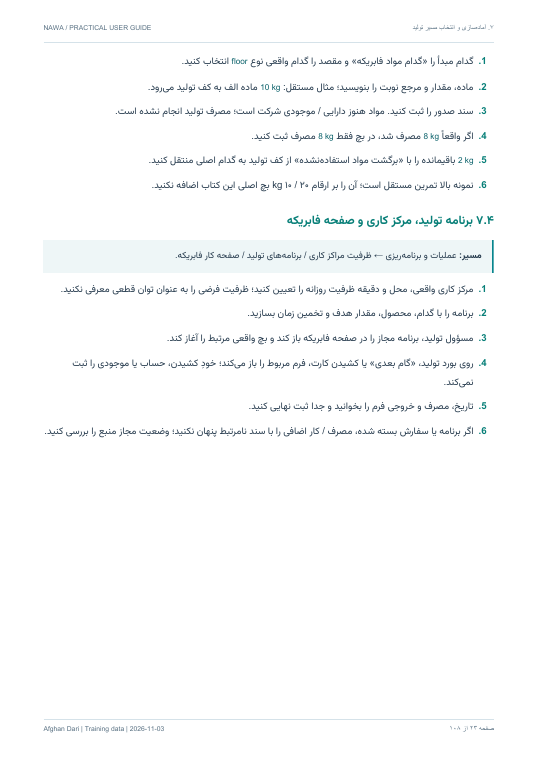 ۷. آماده‌سازی و انتخاب مسیر تولید
NAWA / PRACTICAL USER GUIDE
1. گدام مبدأ را «گدام مواد فابریکه» و مقصد را گدام واقعی نوع floor انتخاب کنید.
2. ماده، مقدار و مرجع نوبت را بنویسید؛ مثال مستقل: 10 kg ماده الف به کف تولید می‌رود.
3. سند صدور را ثبت کنید. مواد هنوز دارایی / موجودی شرکت است؛ مصرف تولید انجام نشده است.
4. اگر واقعاً 8 kg مصرف شد، در بچ فقط 8 kg مصرف ثبت کنید.
5. 2 kg باقیمانده را با «برگشت مواد استفاده‌نشده» از کف تولید به گدام اصلی منتقل کنید.
6. نمونه بالا تمرین مستقل است؛ آن را بر ارقام ۲۰ / ۱۰ kg بچ اصلی این کتاب اضافه نکنید.
۷.۴ برنامه تولید، مرکز کاری و صفحه فابریکه
مسیر: عملیات و برنامه‌ریزی ← ظرفیت مراکز کاری / برنامه‌های تولید / صفحه کار فابریکه.
1. مرکز کاری واقعی، محل و دقیقه ظرفیت روزانه را تعیین کنید؛ ظرفیت فرضی را به عنوان توان قطعی معرفی نکنید.
2. برنامه را با گدام، محصول، مقدار هدف و تخمین زمان بسازید.
3. مسؤول تولید، برنامه مجاز را در صفحه فابریکه باز کند و بچ واقعی مرتبط را آغاز کند.
4. روی بورد تولید، «گام بعدی» یا کشیدن کارت، فرم مربوط را باز می‌کند؛ خودِ کشیدن، حساب یا موجودی را ثبت
نمی‌کند.
5. تاریخ، مصرف و خروجی فرم را بخوانید و جدا ثبت نهایی کنید.
6. اگر برنامه یا سفارش بسته شده، مصرف / کار اضافی را با سند نامرتبط پنهان نکنید؛ وضعیت مجاز منبع را بررسی کنید.
صفحه ۲۳ از ۱۰۸
Afghan Dari | Training data | 2026-11-03